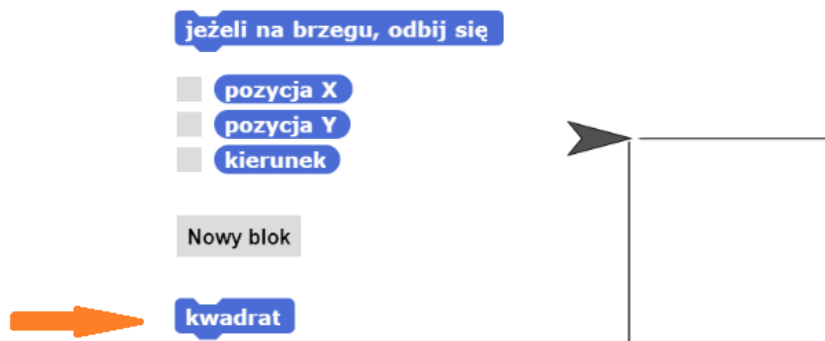 jeżeli na brzegu, odbij się
pozycja X
pozycja Y
kierunek
Nowy blok
kwadrat